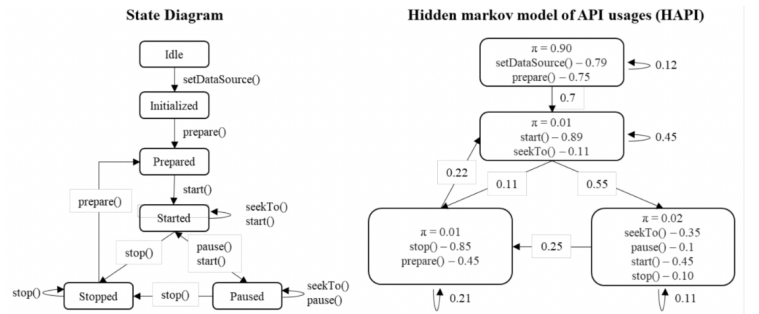 State Diagram
Idle
setDataSource()
Initialized
prepare()
Prepared
start()
prepare()
Started
seekTo()
start()
stop()
pause()
start()
stop()
Stopped
stop()
Paused
seekTo()
pause()
Hidden markov model of API usages (HAPI)
π = 0.90
setDataSource() – 0.79
prepare() – 0.75
0.12
0.7
π = 0.01
start() – 0.89
seekTo() – 0.11
0.45
0.22
0.11
0.55
π = 0.01
stop() – 0.85
prepare() – 0.45
0.25
π = 0.02
seekTo() – 0.35
pause() – 0.1
start() – 0.45
stop() – 0.10
0.21
0.11